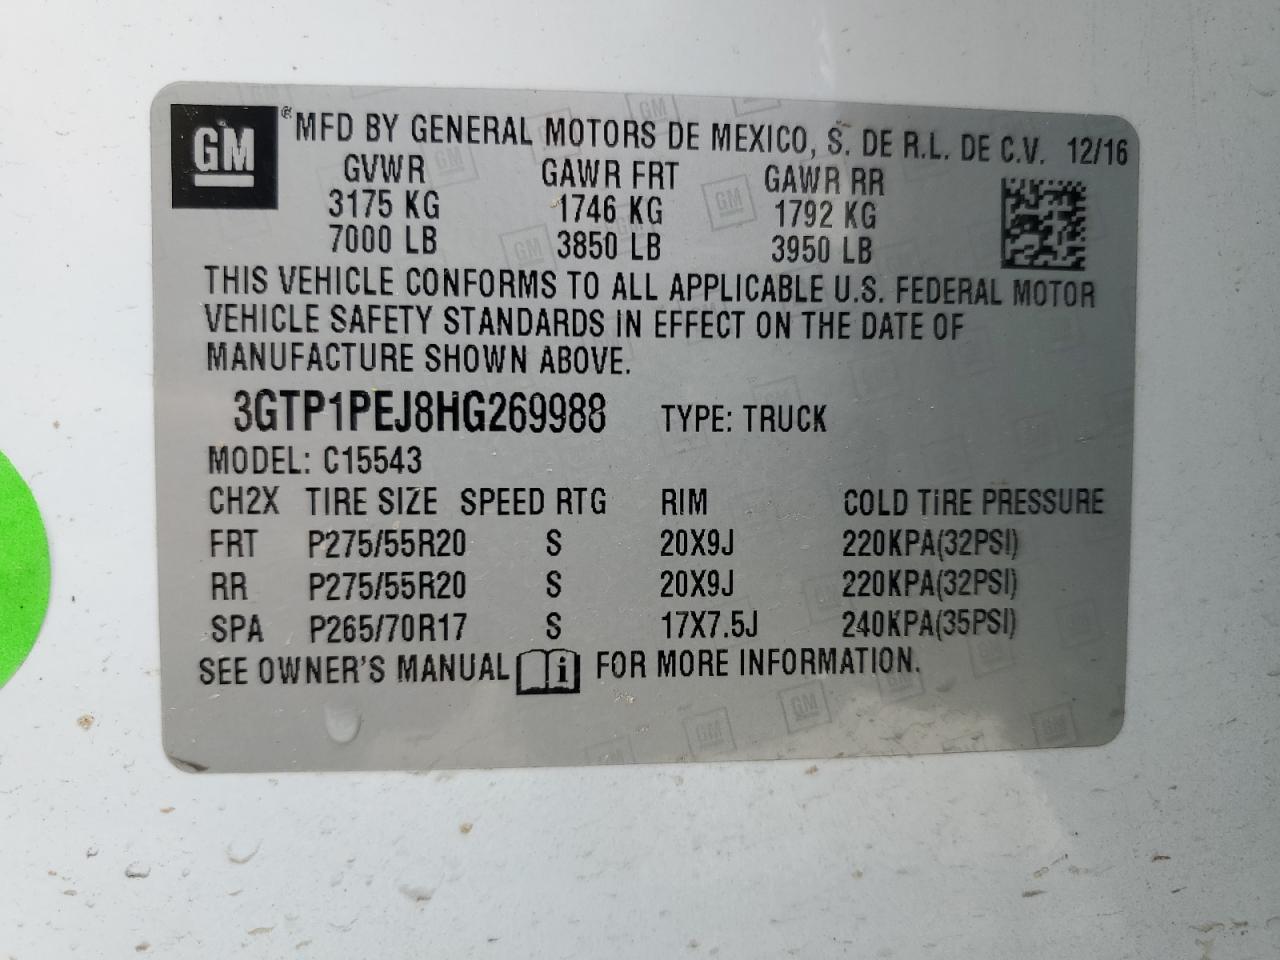 GM ® MFD BY GENERAL MOTORS DE MEXICO, S. DE R.L. DE C.V. 12/16
GVWR GAWR FRT GAWR RR
3175 KG 1746 KG 1792 KG
7000 LB 3850 LB 3950 LB
THIS VEHICLE CONFORMS TO ALL APPLICABLE U.S. FEDERAL MOTOR
VEHICLE SAFETY STANDARDS IN EFFECT ON THE DATE OF
MANUFACTURE SHOWN ABOVE.
3GTP1PEJ8HG269988 TYPE: TRUCK
MODEL: C15543
CH2X TIRE SIZE SPEED RTG RIM COLD TIRE PRESSURE
FRT P275/55R20 S 20X9J 220KPA(32PSI)
RR P275/55R20 S 20X9J 220KPA(32PSI)
SPA P265/70R17 S 17X7.5J 240KPA(35PSI)
SEE OWNER'S MANUAL i FOR MORE INFORMATION.